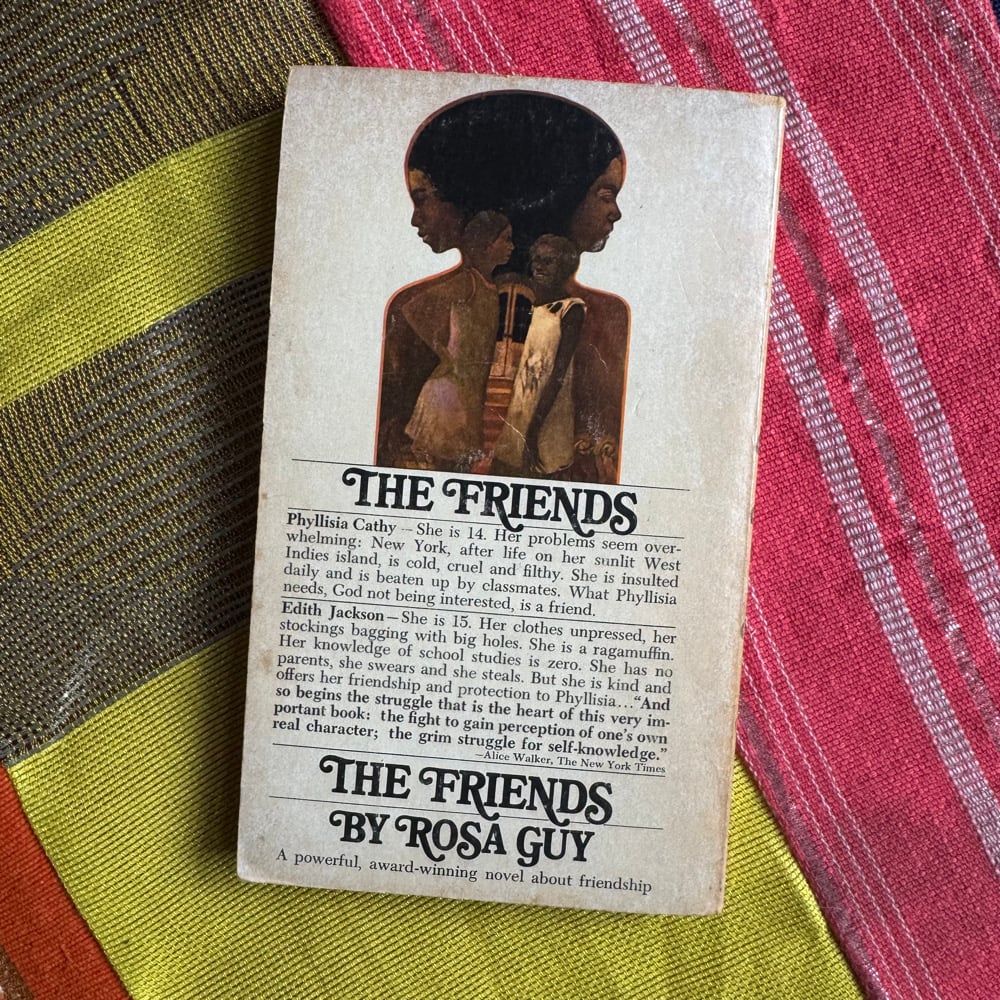 THE FRIENDS
Phyllisia Cathy – She is 14. Her problems seem over-
whelming: New York, after life on her sunlit West
Indies island, is cold, cruel and filthy. She is insulted
daily and is beaten up by classmates. What Phyllisia
needs, God not being interested, is a friend.
Edith Jackson – She is 15. Her clothes unpressed, her
stockings bagging with big holes. She is a ragamuffin.
Her knowledge of school studies is zero. She has no
parents, she swears and she steals. But she is kind and
offers her friendship and protection to Phyllisia... “And
so begins the struggle that is the heart of this very im-
portant book: the fight to gain perception of one’s own
real character; the grim struggle for self-knowledge.”
–Alice Walker, The New York Times
THE FRIENDS
BY ROSA GUY
A powerful, award-winning novel about friendship